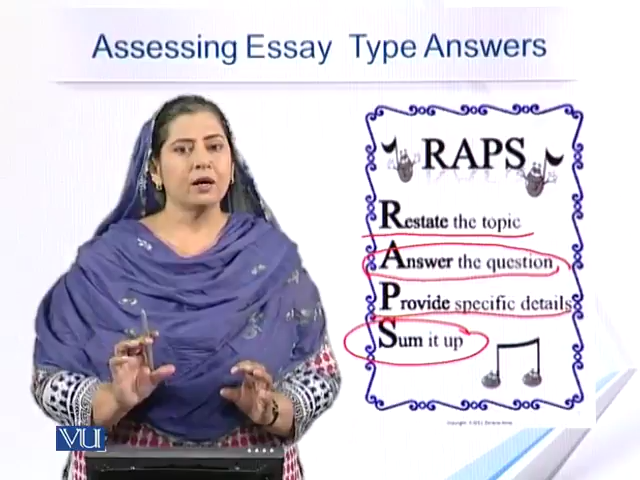 Assessing Essay Type Answers
RAPS
Restate the topic
Answer the question
Provide specific details
Sum it up
VU